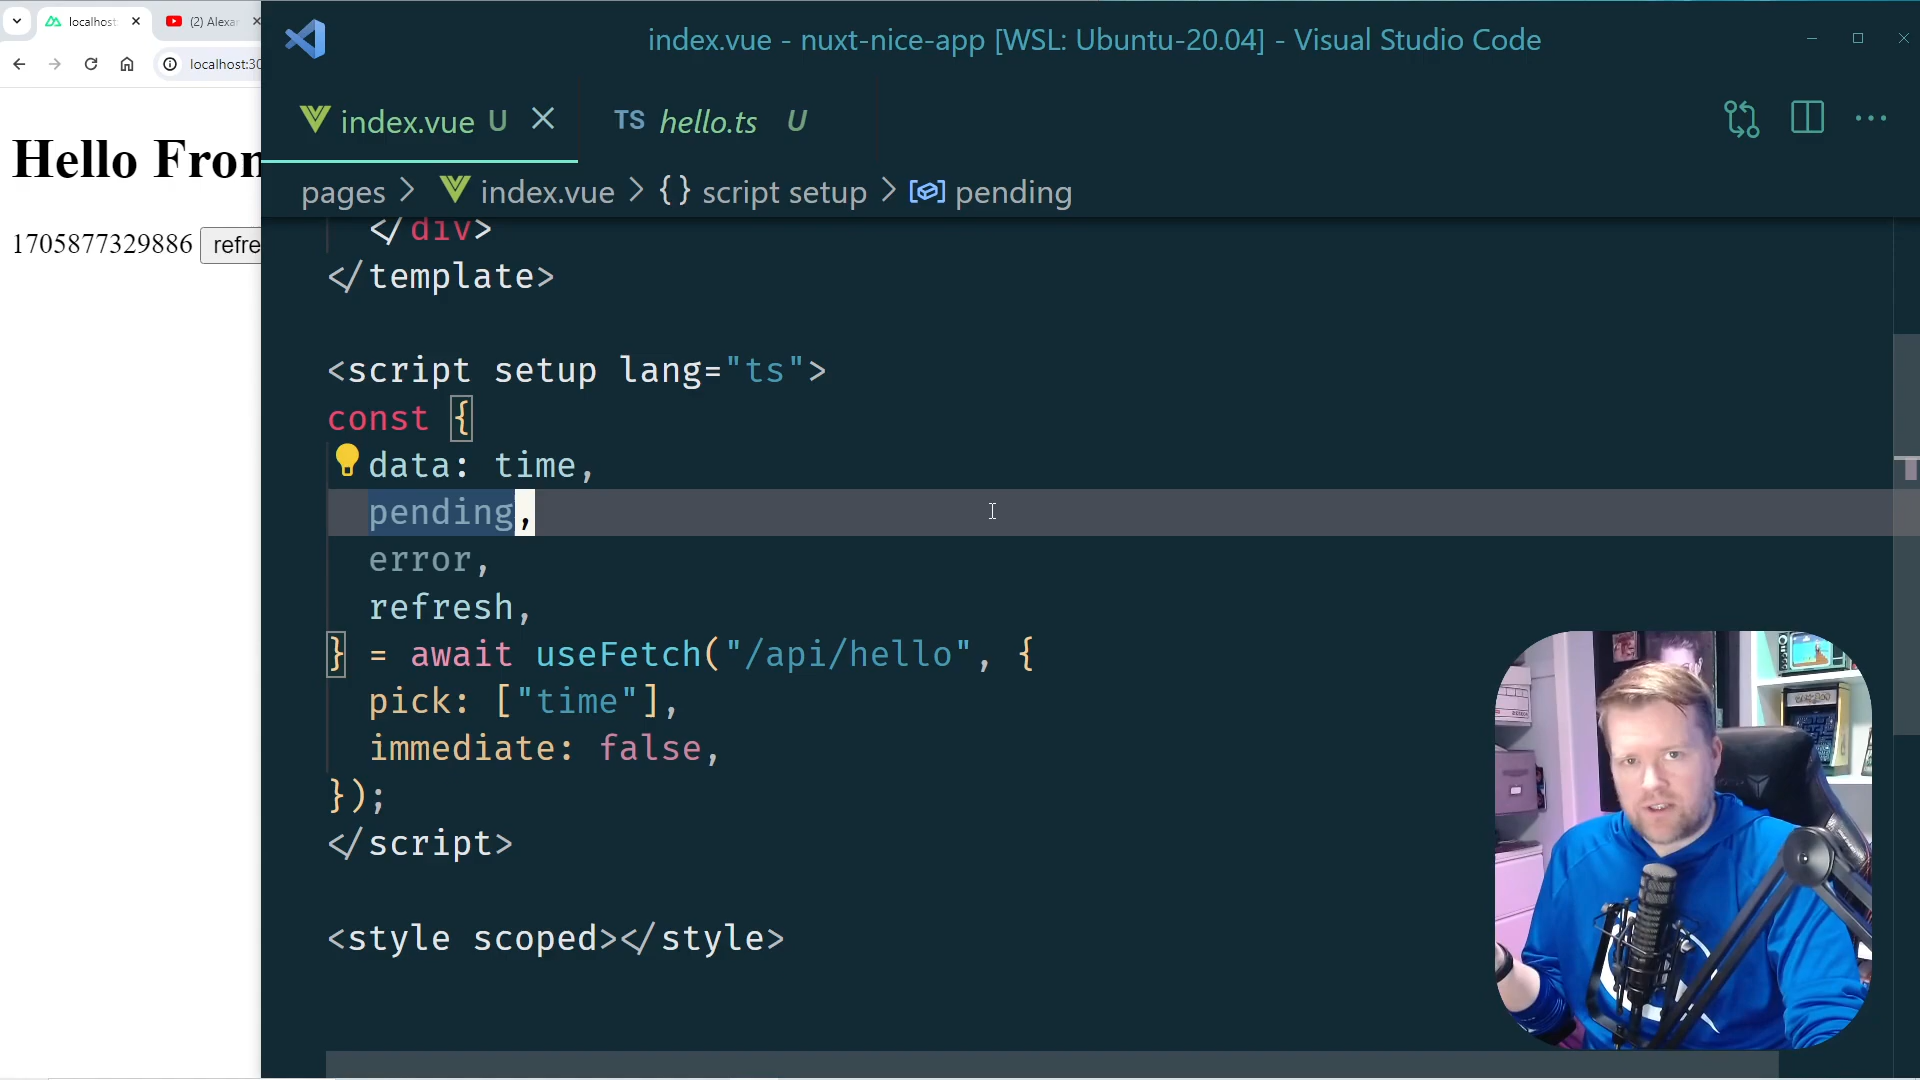 localhost:
(2) Alexa
localhost:30
Hello Fron
1705877329886 refre
index.vue - nuxt-nice-app [WSL: Ubuntu-20.04] - Visual Studio Code
index.vue U
TS hello.ts U
pages > index.vue > {} script setup > pending
</div>
</template>
<script setup lang="ts">
const {
data: time,
pending,
error,
refresh,
} = await useFetch("/api/hello", {
pick: ["time"],
immediate: false,
});
</script>
<style scoped></style>